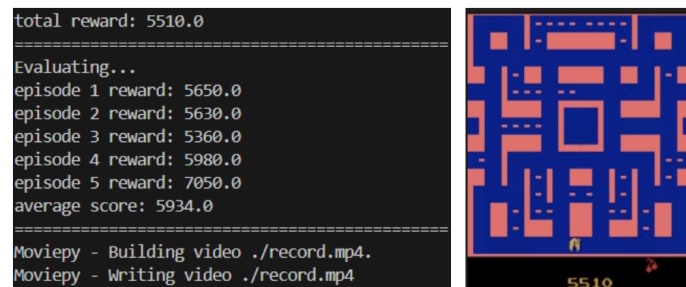 total reward: 5510.0
=============================================
Evaluating...
episode 1 reward: 5650.0
episode 2 reward: 5630.0
episode 3 reward: 5360.0
episode 4 reward: 5980.0
episode 5 reward: 7050.0
average score: 5934.0
=============================================
Moviepy - Building video ./record.mp4.
Moviepy - Writing video ./record.mp4
5510